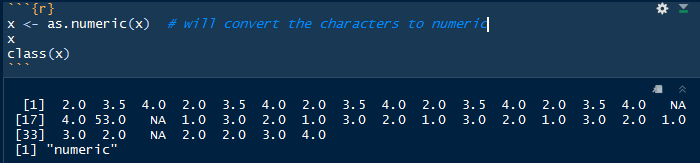 ```{r}
x <- as.numeric(x)  # will convert the characters to numeric
x
class(x)
```
[1]  2.0  3.5  4.0  2.0  3.5  4.0  2.0  3.5  4.0  2.0  3.5  4.0  2.0  3.5  4.0   NA
[17]  4.0 53.0   NA  1.0  3.0  2.0  1.0  3.0  2.0  1.0  3.0  2.0  1.0  3.0  2.0  1.0
[33]  3.0  2.0   NA  2.0  2.0  3.0  4.0
[1] "numeric"